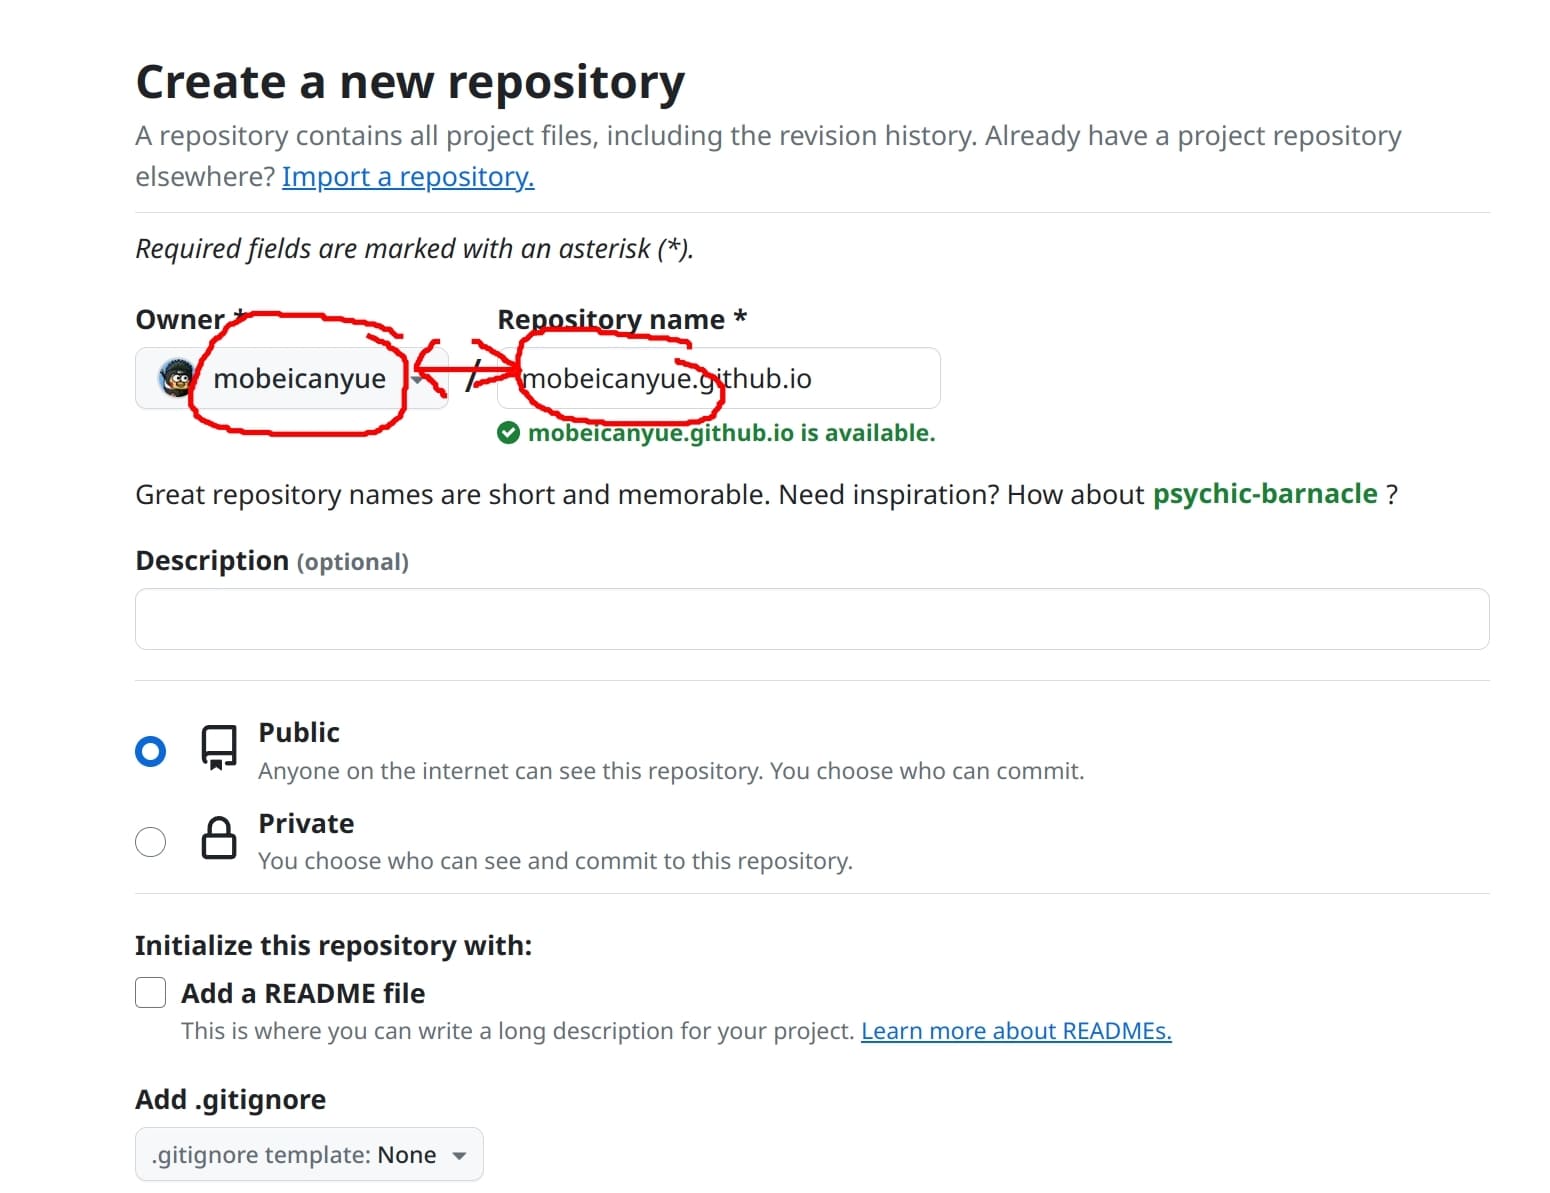 Create a new repository
A repository contains all project files, including the revision history. Already have a project repository
elsewhere? Import a repository.
Required fields are marked with an asterisk (*).
Owner * Repository name *
mobeicanyue / mobeicanyue.github.io
mobeicanyue.github.io is available.
Great repository names are short and memorable. Need inspiration? How about psychic-barnacle ?
Description (optional)
Public
Anyone on the internet can see this repository. You choose who can commit.
Private
You choose who can see and commit to this repository.
Initialize this repository with:
Add a README file
This is where you can write a long description for your project. Learn more about READMEs.
Add .gitignore
.gitignore template: None